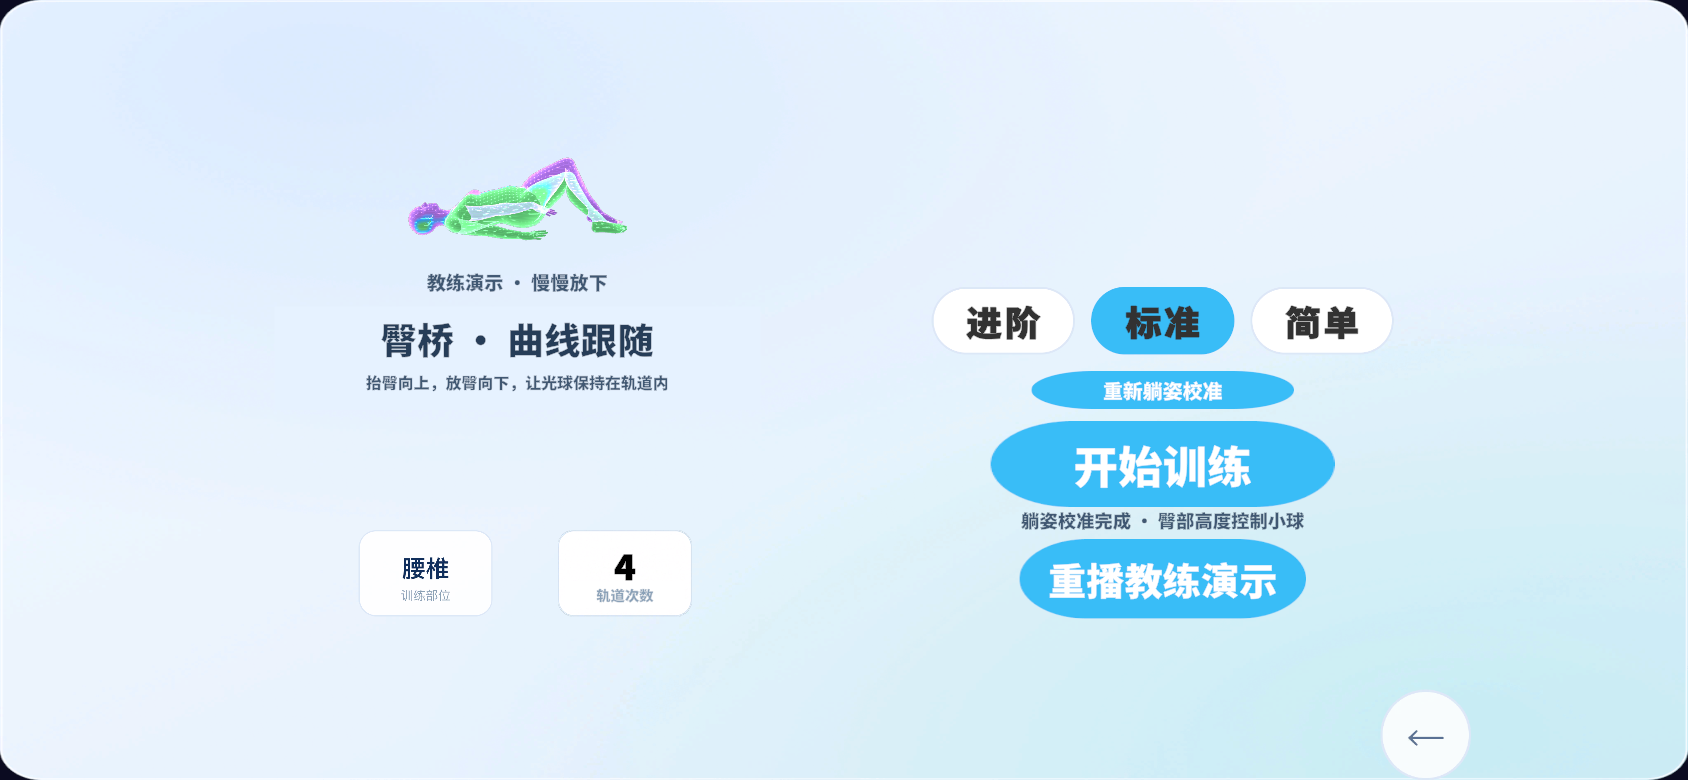 教练演示 · 慢慢放下
臀桥 · 曲线跟随
抬臀向上，放臀向下，让光球保持在轨道内
腰椎
训练部位
4
轨道次数
进阶
标准
简单
重新躺姿校准
开始训练
躺姿校准完成 · 臀部高度控制小球
重播教练演示